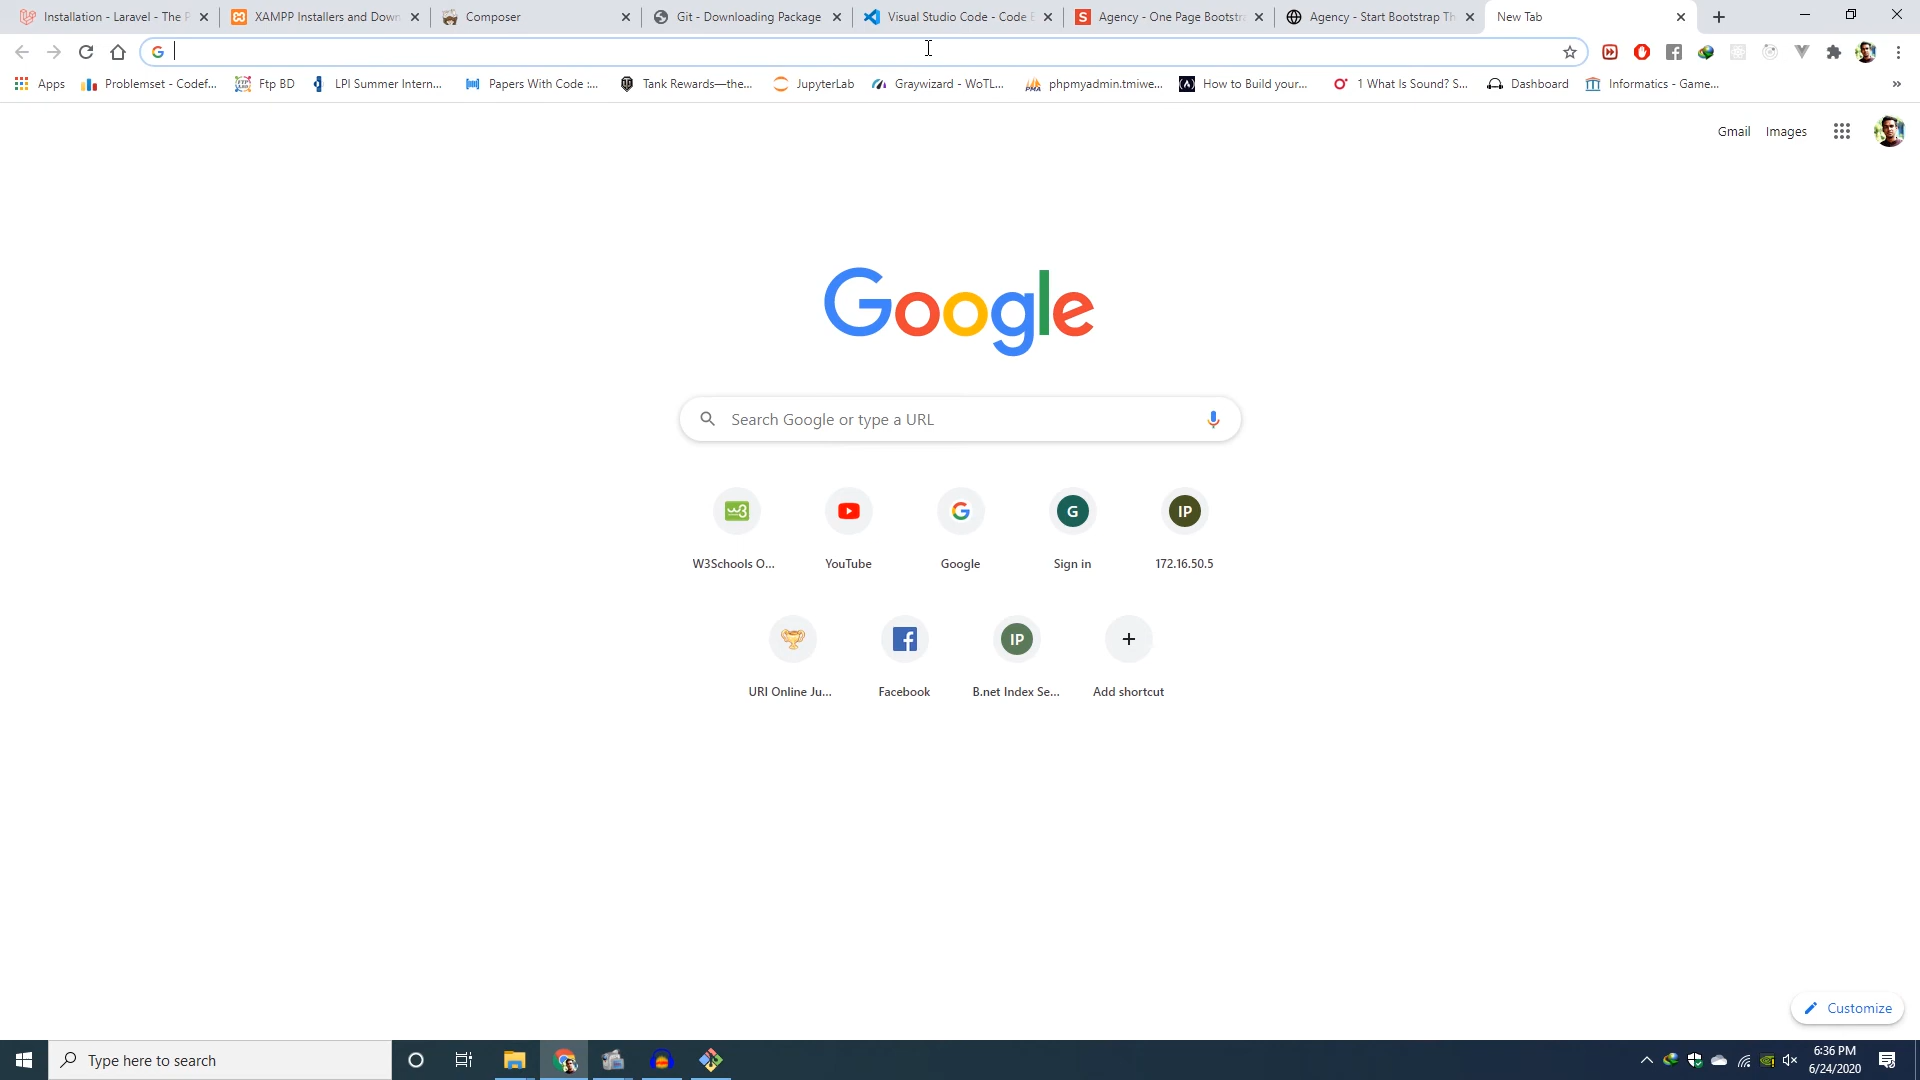 Installation - Laravel - The P
XAMPP Installers and Down
Composer
Git - Downloading Package
Visual Studio Code - Code E
Agency - One Page Bootstra
Agency - Start Bootstrap Th
New Tab
Apps
Problemset - Codef...
Ftp BD
LPI Summer Intern...
Papers With Code :...
Tank Rewards—the...
JupyterLab
Graywizard - WoTL...
phpmyadmin.tmiwe...
How to Build your...
1 What Is Sound? S...
Dashboard
Informatics - Game...
»
Gmail
Images
Google
Search Google or type a URL
W3Schools O...
YouTube
Google
G
Sign in
IP
172.16.50.5
URI Online Ju...
Facebook
IP
B.net Index Se...
Add shortcut
Customize
Type here to search
6:36 PM
6/24/2020